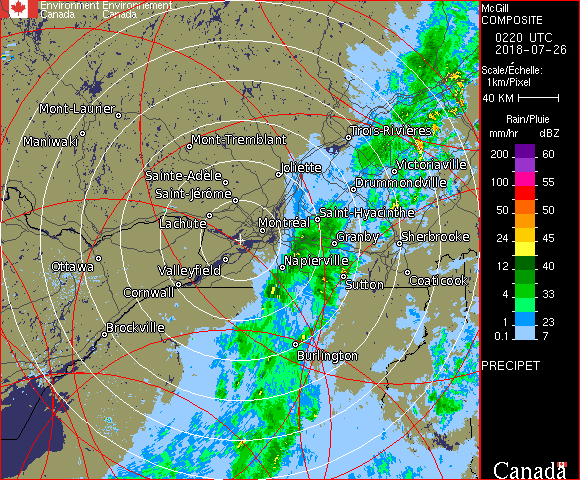 Environment Environnement
Canada Canada
Mont-Laurier
Maniwaki
Mont-Tremblant
Trois-Rivières
Joliette
Sainte-Adèle
Victoriaville
Drummondville
Saint-Jérôme
Lachute
Saint-Hyacinthe
Montréal
Granby
Sherbrooke
Ottawa
Valleyfield
Napierville
Sutton
Coaticook
Cornwall
Brockville
Burlington
McGill
COMPOSITE
0220 UTC
2018-07-26
Scale/Échelle:
1km/Pixel
40 KM
Rain/Pluie
mm/hr dBZ
200 60
150 57
100 55
50 50
24 45
12 40
4 33
1 23
0.1 7
PRECIPET
Canada